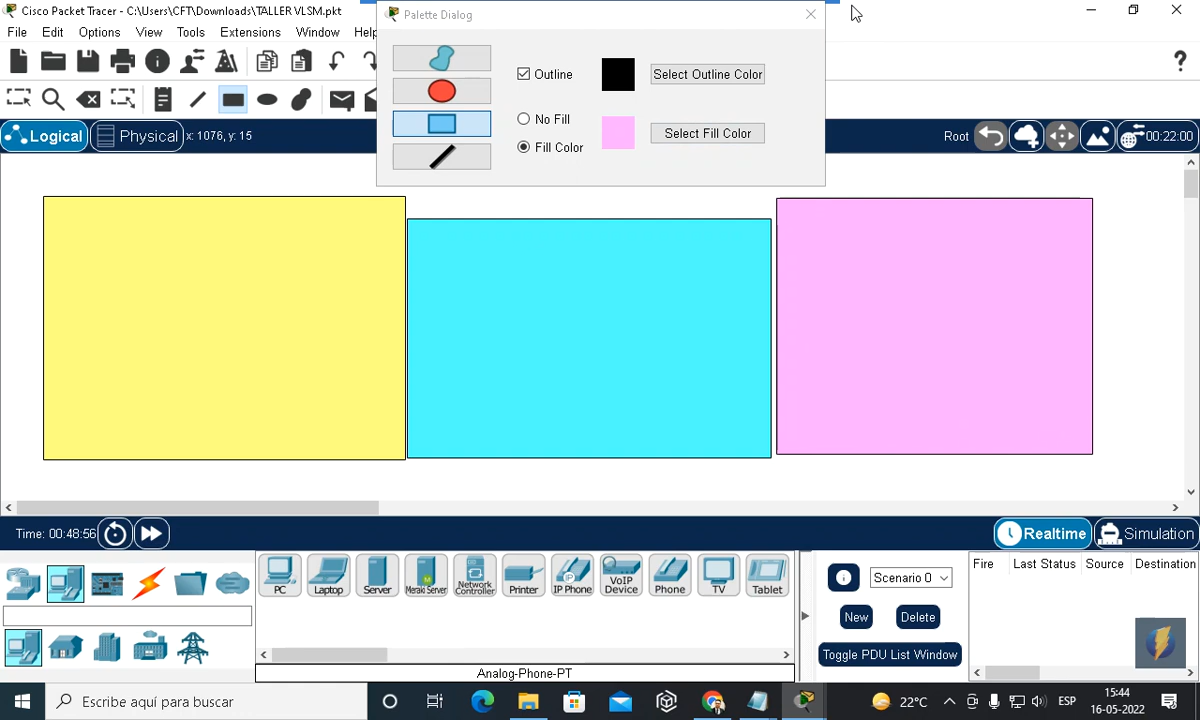 Cisco Packet Tracer - C:\Users\CFT\Downloads\TALLER VLSM.pkt
Palette Dialog
File Edit Options View Tools Extensions Window Help
Outline
Select Outline Color
No Fill
Fill Color
Select Fill Color
Logical
Physical
x: 1076, y: 15
Root
00:22:00
Time: 00:48:56
Realtime
Simulation
PC
Laptop
Server
Meraki Server
Network Controller
Printer
IP Phone
VoIP Device
Phone
TV
Tablet
Analog-Phone-PT
Scenario 0
New
Delete
Toggle PDU List Window
Fire Last Status Source Destination
Escribe aquí para buscar
22°C
ESP
15:44
16-05-2022